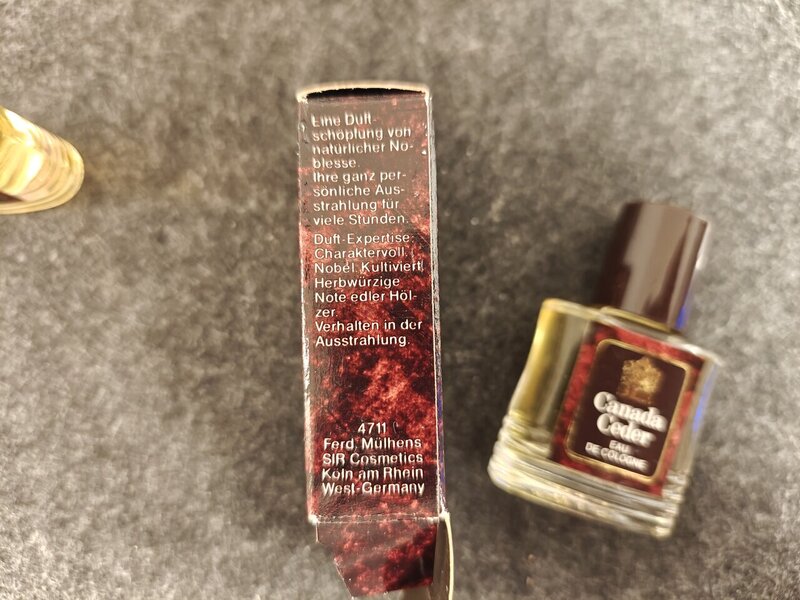 Eine Duft-
schöpfung von
natürlicher No-
blesse.
Ihre ganz per-
sönliche Aus-
strahlung für
viele Stunden.
Duft-Expertise:
Charaktervoll.
Nobel. Kultiviert.
Herbwürzige
Note edler Höl-
zer.
Verhalten in der
Ausstrahlung.
4711
Ferd. Mülhens
SIR Cosmetics
Köln am Rhein
West-Germany
Canada
Ceder
EAU
DE COLOGNE